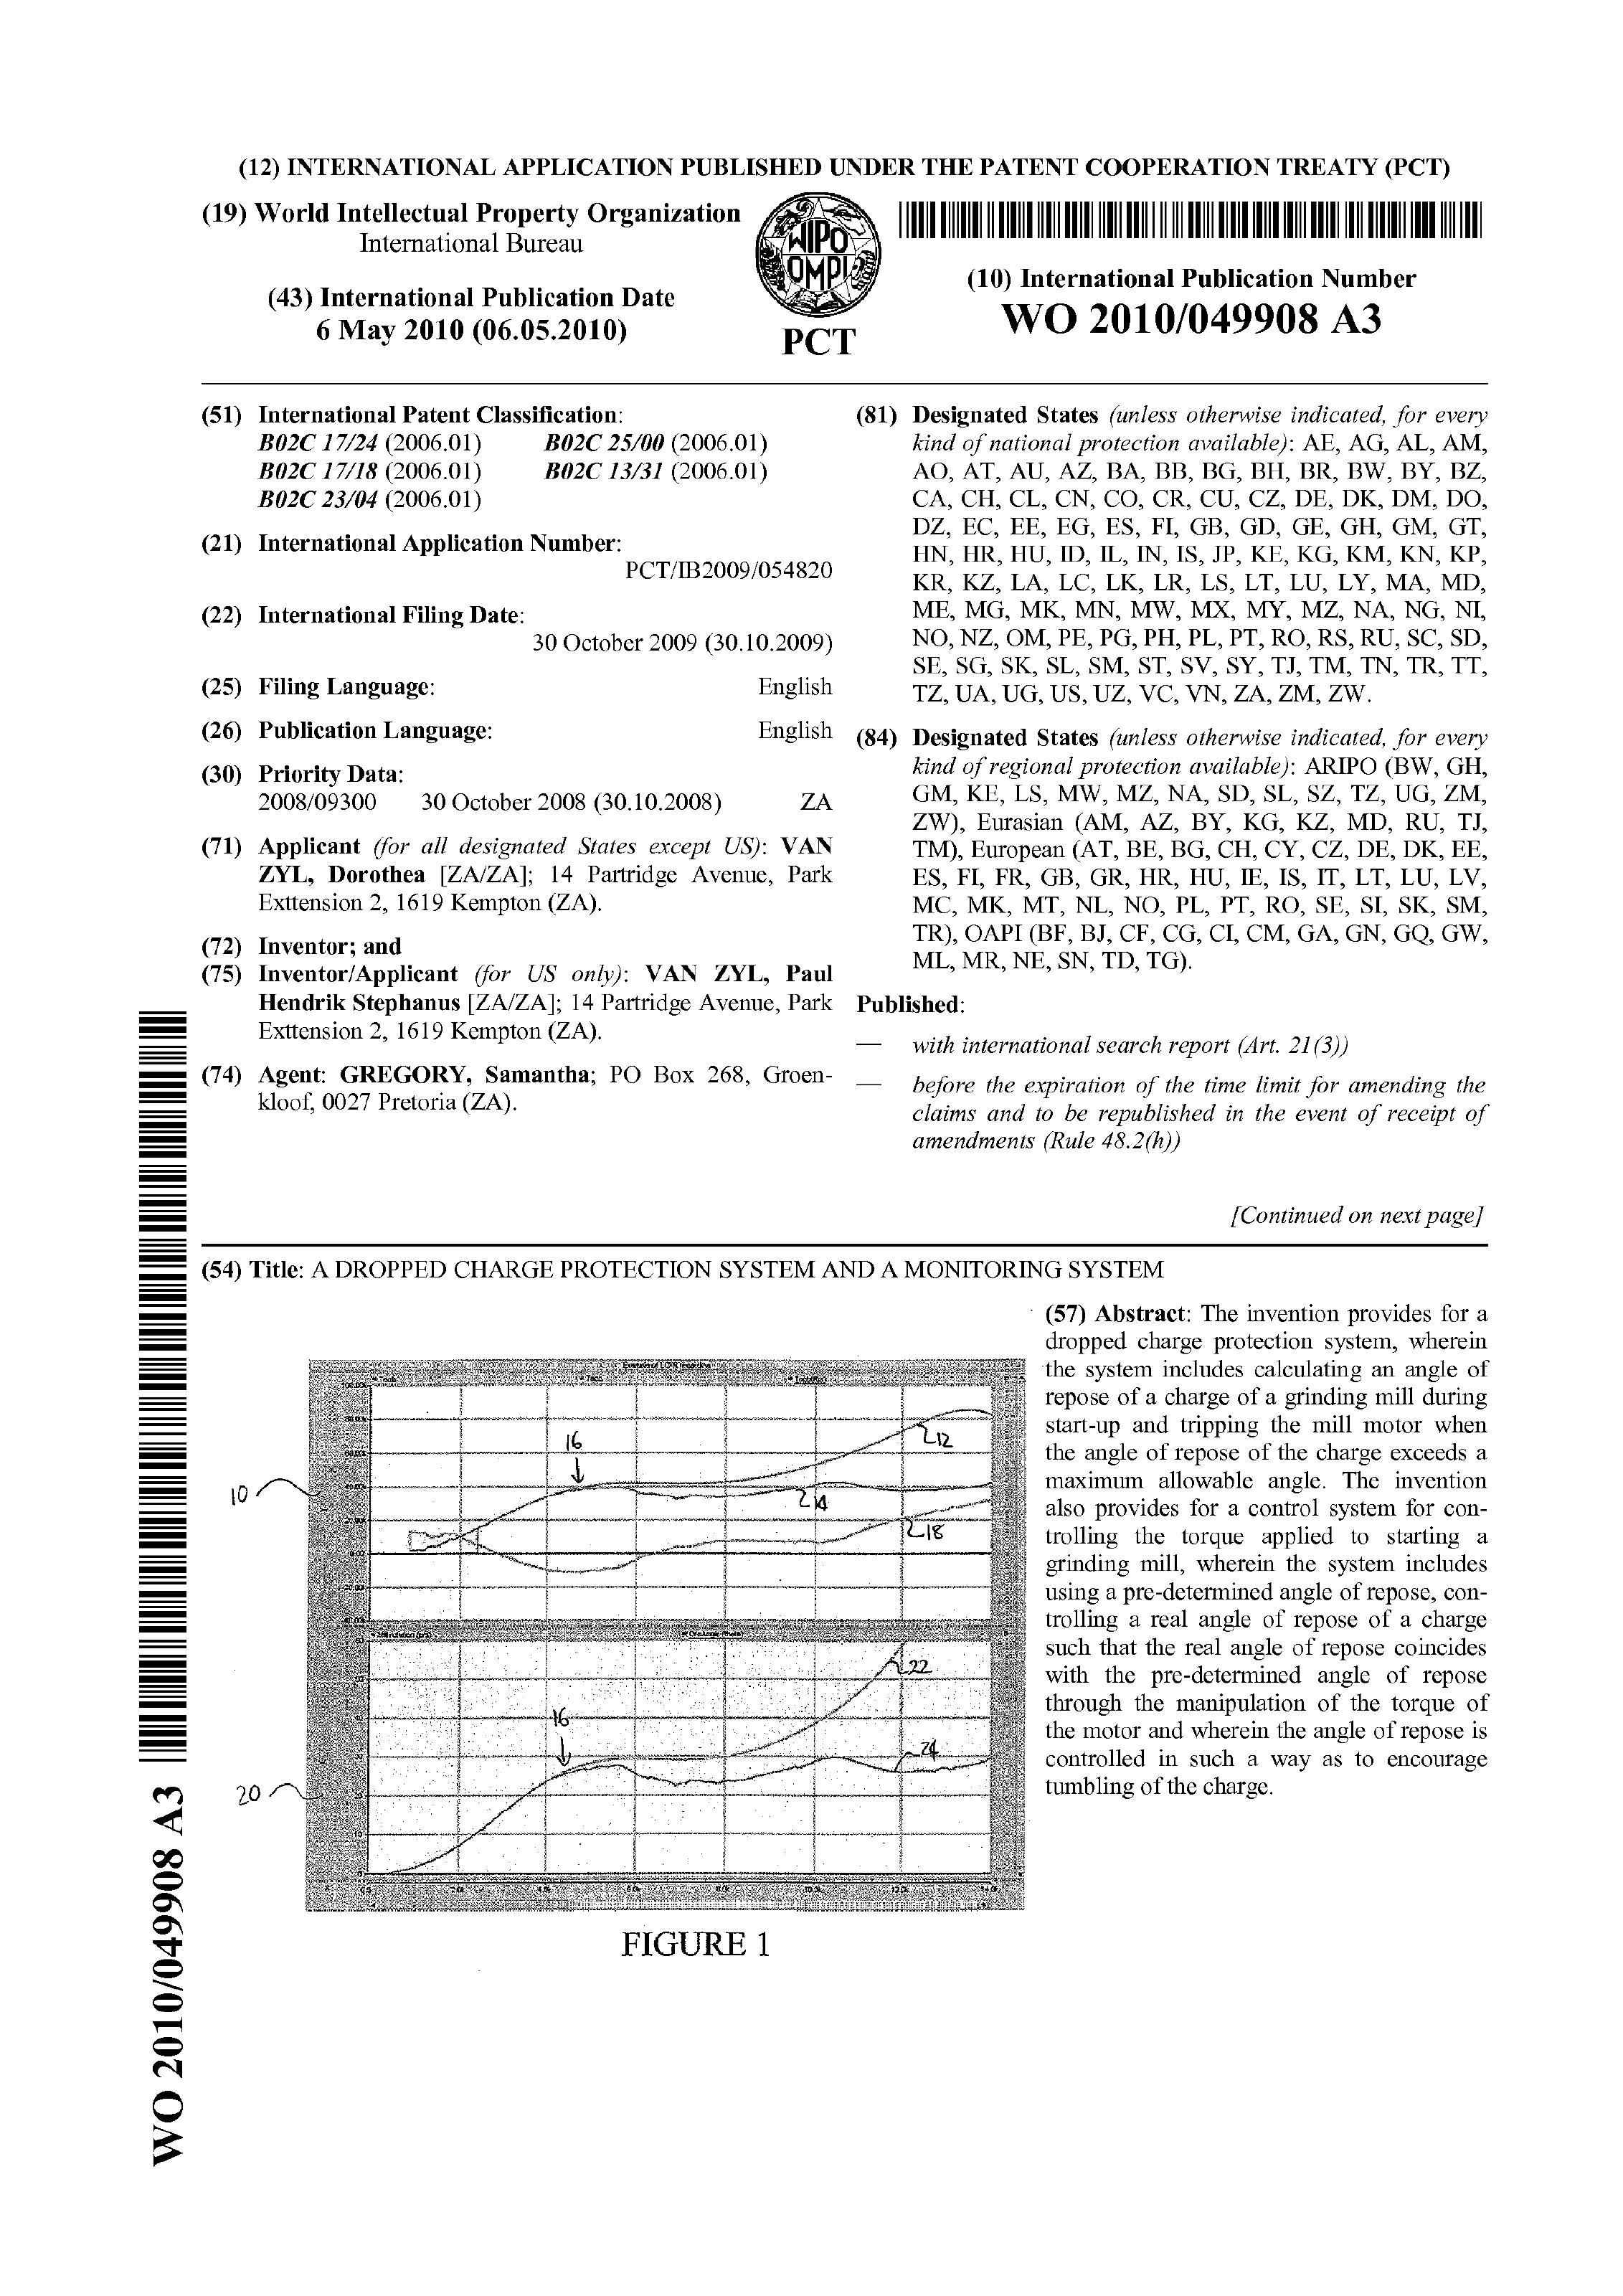 (12) INTERNATIONAL APPLICATION PUBLISHED UNDER THE PATENT COOPERATION TREATY (PCT)
(19) World Intellectual Property Organization
International Bureau
(43) International Publication Date
6 May 2010 (06.05.2010)
WIPO
OMPI
PCT
(10) International Publication Number
WO 2010/049908 A3
(51) International Patent Classification:
B02C 17/24 (2006.01) B02C 25/00 (2006.01)
B02C 17/18 (2006.01) B02C 13/31 (2006.01)
B02C 23/04 (2006.01)
(21) International Application Number:
PCT/IB2009/054820
(22) International Filing Date:
30 October 2009 (30.10.2009)
(25) Filing Language: English
(26) Publication Language: English
(30) Priority Data:
2008/09300 30 October 2008 (30.10.2008) ZA
(71) Applicant (for all designated States except US): VAN
ZYL, Dorothea [ZA/ZA]; 14 Partridge Avenue, Park
Exttension 2, 1619 Kempton (ZA).
(72) Inventor; and
(75) Inventor/Applicant (for US only): VAN ZYL, Paul
Hendrik Stephanus [ZA/ZA]; 14 Partridge Avenue, Park
Exttension 2, 1619 Kempton (ZA).
(74) Agent: GREGORY, Samantha; PO Box 268, Groen-
kloof, 0027 Pretoria (ZA).
(81) Designated States (unless otherwise indicated, for every
kind of national protection available): AE, AG, AL, AM,
AO, AT, AU, AZ, BA, BB, BG, BH, BR, BW, BY, BZ,
CA, CH, CL, CN, CO, CR, CU, CZ, DE, DK, DM, DO,
DZ, EC, EE, EG, ES, FI, GB, GD, GE, GH, GM, GT,
HN, HR, HU, ID, IL, IN, IS, JP, KE, KG, KM, KN, KP,
KR, KZ, LA, LC, LK, LR, LS, LT, LU, LY, MA, MD,
ME, MG, MK, MN, MW, MX, MY, MZ, NA, NG, NI,
NO, NZ, OM, PE, PG, PH, PL, PT, RO, RS, RU, SC, SD,
SE, SG, SK, SL, SM, ST, SV, SY, TJ, TM, TN, TR, TT,
TZ, UA, UG, US, UZ, VC, VN, ZA, ZM, ZW.
(84) Designated States (unless otherwise indicated, for every
kind of regional protection available): ARIPO (BW, GH,
GM, KE, LS, MW, MZ, NA, SD, SL, SZ, TZ, UG, ZM,
ZW), Eurasian (AM, AZ, BY, KG, KZ, MD, RU, TJ,
TM), European (AT, BE, BG, CH, CY, CZ, DE, DK, EE,
ES, FI, FR, GB, GR, HR, HU, IE, IS, IT, LT, LU, LV,
MC, MK, MT, NL, NO, PL, PT, RO, SE, SI, SK, SM,
TR), OAPI (BF, BJ, CF, CG, CI, CM, GA, GN, GQ, GW,
ML, MR, NE, SN, TD, TG).
Published:
— with international search report (Art. 21(3))
— before the expiration of the time limit for amending the
claims and to be republished in the event of receipt of
amendments (Rule 48.2(h))
[Continued on next page]
(54) Title: A DROPPED CHARGE PROTECTION SYSTEM AND A MONITORING SYSTEM
(57) Abstract: The invention provides for a
dropped charge protection system, wherein
the system includes calculating an angle of
repose of a charge of a grinding mill during
start-up and tripping the mill motor when
the angle of repose of the charge exceeds a
maximum allowable angle. The invention
also provides for a control system for con-
trolling the torque applied to starting a
grinding mill, wherein the system includes
using a pre-determined angle of repose, con-
trolling a real angle of repose of a charge
such that the real angle of repose coincides
with the pre-determined angle of repose
through the manipulation of the torque of
the motor and wherein the angle of repose is
controlled in such a way as to encourage
tumbling of the charge.
16
12
10
14
18
22
16
24
20
FIGURE 1
WO 2010/049908 A3